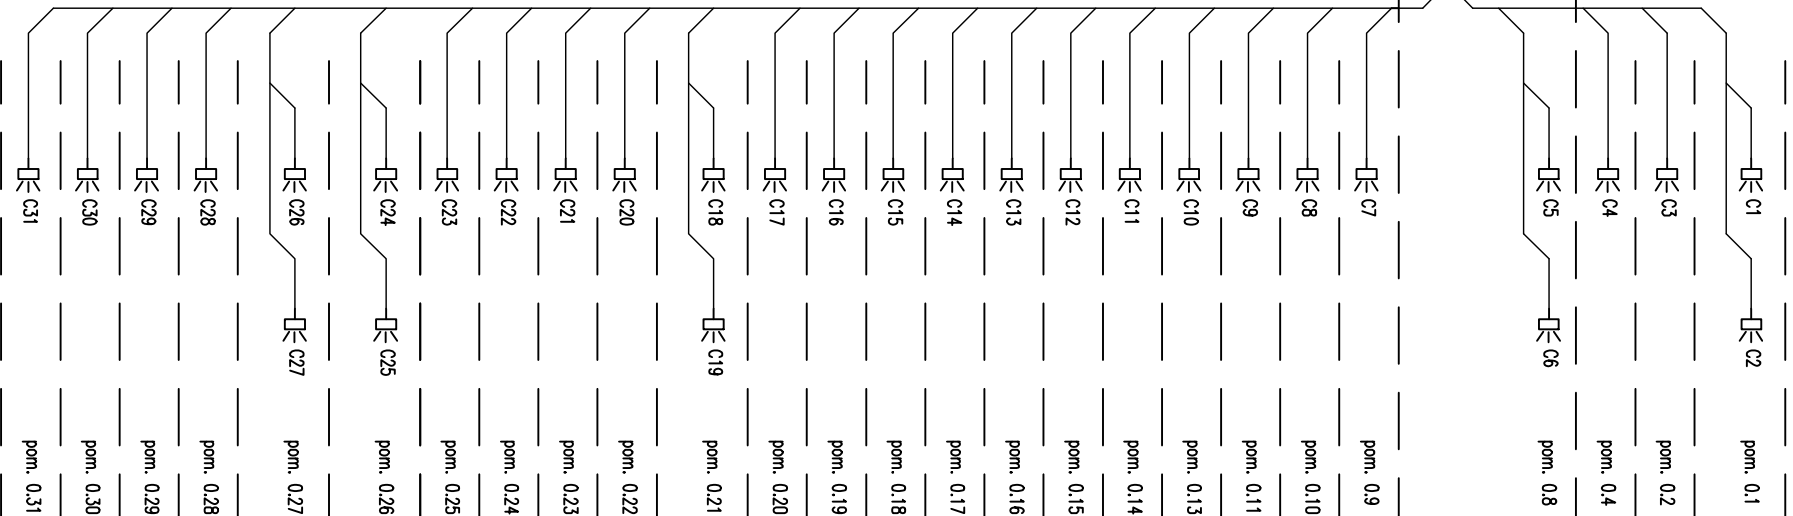 C31
C30
C29
C28
C26
C24
C23
C22
C21
C20
C18
C17
C16
C15
C14
C13
C12
C11
C10
C9
C8
C7
C5
C4
C3
C1
C27
C25
C19
C6
C2
pom. 0.31
pom. 0.30
pom. 0.29
pom. 0.28
pom. 0.27
pom. 0.26
pom. 0.25
pom. 0.24
pom. 0.23
pom. 0.22
pom. 0.21
pom. 0.20
pom. 0.19
pom. 0.18
pom. 0.17
pom. 0.16
pom. 0.15
pom. 0.14
pom. 0.13
pom. 0.11
pom. 0.10
pom. 0.9
pom. 0.8
pom. 0.4
pom. 0.2
pom. 0.1